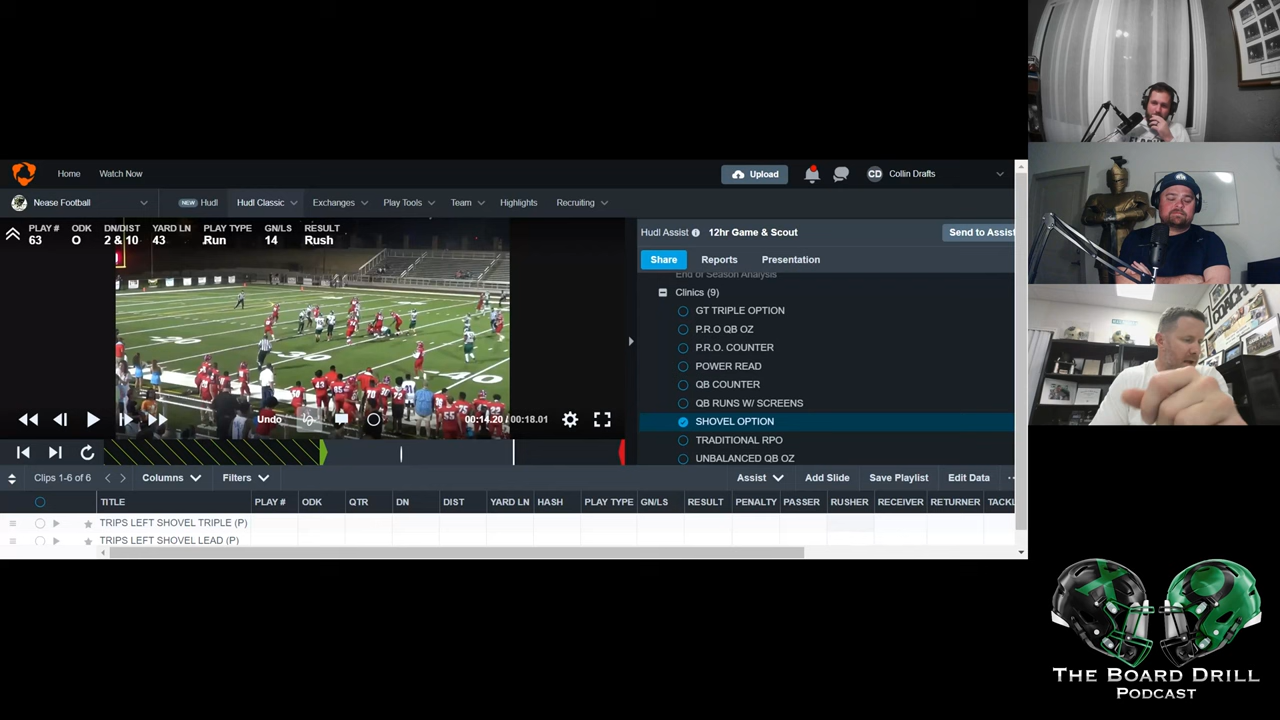 Home Watch Now Upload CD Collin Drafts
Nease Football NEW Hudl Hudl Classic Exchanges Play Tools Team Highlights Recruiting
PLAY # ODK DN/DIST YARD LN PLAY TYPE GN/LS RESULT
63 O 2 & 10 43 Run 14 Rush
Hudl Assist 12hr Game & Scout Send to Assis
Share Reports Presentation
End of Season Analysis
Clinics (9)
GT TRIPLE OPTION
P.R.O QB OZ
P.R.O. COUNTER
POWER READ
QB COUNTER
QB RUNS W/ SCREENS
SHOVEL OPTION
TRADITIONAL RPO
UNBALANCED QB OZ
Undo 00:14.20 / 00:18.01
Clips 1-6 of 6 Columns Filters Assist Add Slide Save Playlist Edit Data
TITLE PLAY # ODK QTR DN DIST YARD LN HASH PLAY TYPE GN/LS RESULT PENALTY PASSER RUSHER RECEIVER RETURNER TACKL
TRIPS LEFT SHOVEL TRIPLE (P)
TRIPS LEFT SHOVEL LEAD (P)
THE BOARD DRILL
PODCAST